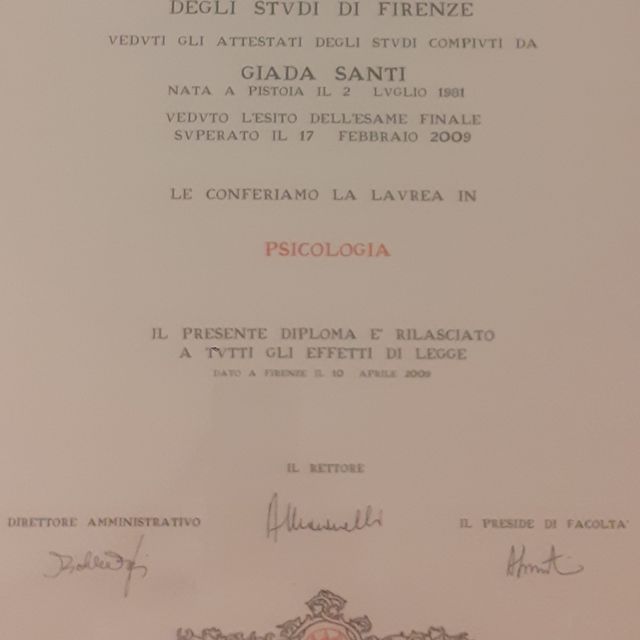 DEGLI STVDI DI FIRENZE
VEDVTI GLI ATTESTATI DEGLI STVDI COMPIVTI DA
GIADA SANTI
NATA A PISTOIA IL 2 LVGLIO 1981
VEDVTO L'ESITO DELL'ESAME FINALE
SVPERATO IL 17 FEBBRAIO 2009
LE CONFERIAMO LA LAVREA IN
PSICOLOGIA
IL PRESENTE DIPLOMA E' RILASCIATO
A TVTTI GLI EFFETTI DI LEGGE
DATO A FIRENZE IL 10 APRILE 2009
IL RETTORE
DIRETTORE AMMINISTRATIVO
IL PRESIDE DI FACOLTA'